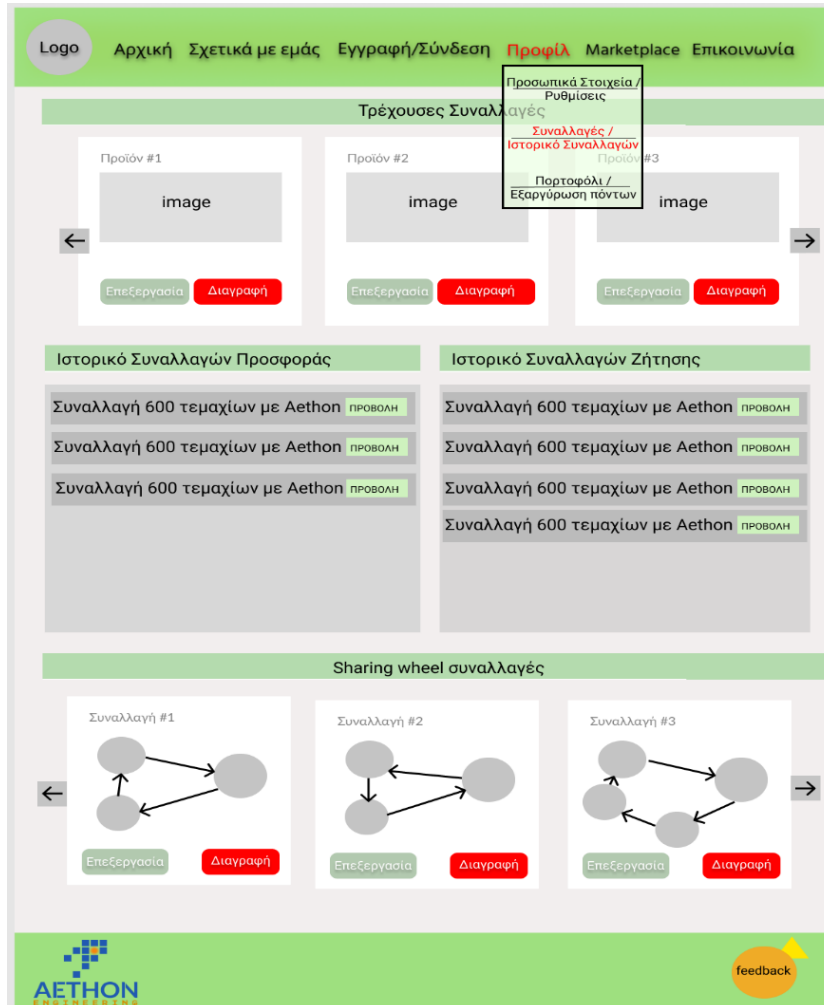 Logo Αρχική Σχετικά με εμάς Εγγραφή/Σύνδεση Προφίλ Marketplace Επικοινωνία
Προσωπικά Στοιχεία /
Ρυθμίσεις
Συναλλαγές /
Ιστορικό Συναλλαγών
Πορτοφόλι /
Εξαργύρωση πόντων
Τρέχουσες Συναλλαγές
Προϊόν #1 Προϊόν #2 Προϊόν #3
image image image
Επεξεργασία Διαγραφή Επεξεργασία Διαγραφή Επεξεργασία Διαγραφή
Ιστορικό Συναλλαγών Προσφοράς
Συναλλαγή 600 τεμαχίων με Aethon ΠΡΟΒΟΛΗ
Συναλλαγή 600 τεμαχίων με Aethon ΠΡΟΒΟΛΗ
Συναλλαγή 600 τεμαχίων με Aethon ΠΡΟΒΟΛΗ
Ιστορικό Συναλλαγών Ζήτησης
Συναλλαγή 600 τεμαχίων με Aethon ΠΡΟΒΟΛΗ
Συναλλαγή 600 τεμαχίων με Aethon ΠΡΟΒΟΛΗ
Συναλλαγή 600 τεμαχίων με Aethon ΠΡΟΒΟΛΗ
Συναλλαγή 600 τεμαχίων με Aethon ΠΡΟΒΟΛΗ
Sharing wheel συναλλαγές
Συναλλαγή #1 Συναλλαγή #2 Συναλλαγή #3
Επεξεργασία Διαγραφή Επεξεργασία Διαγραφή Επεξεργασία Διαγραφή
AETHON
ENGINEERING
feedback